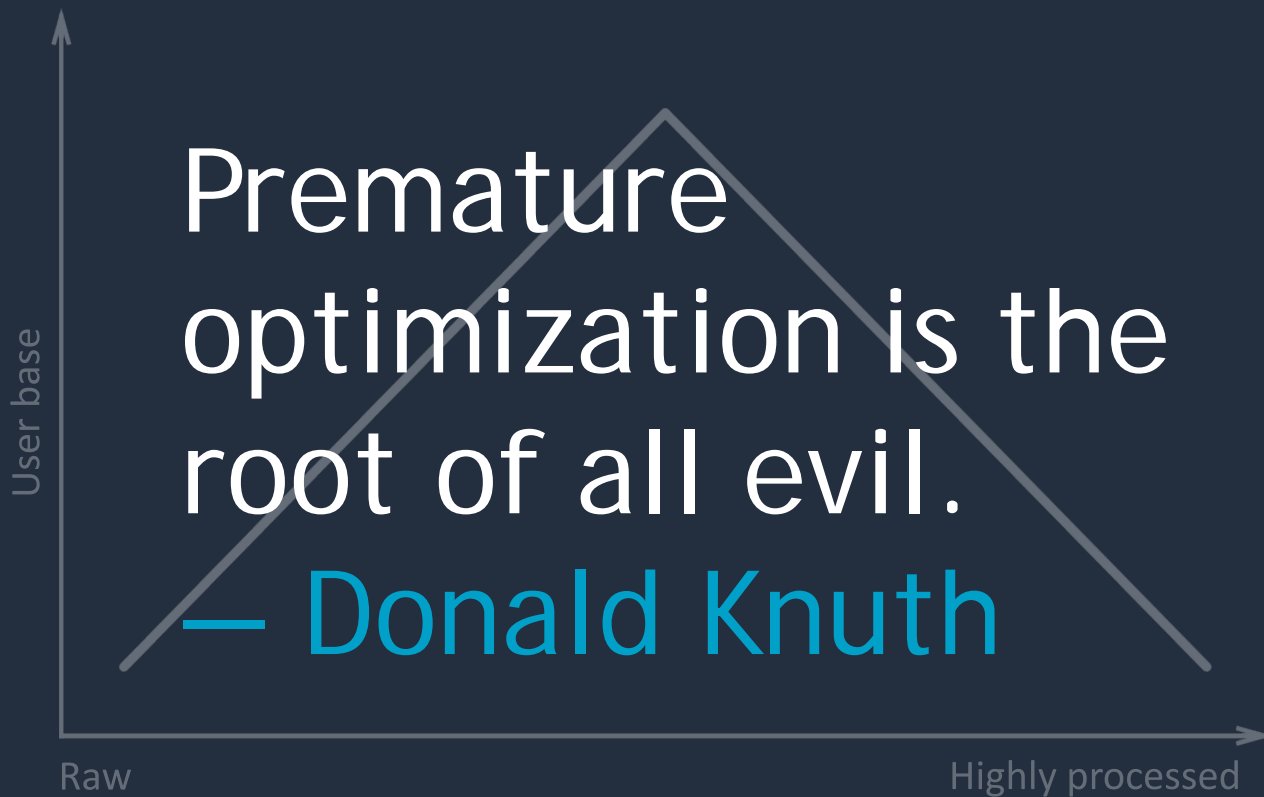 Premature
optimization is the
root of all evil.
— Donald Knuth
User base
Raw
Highly processed